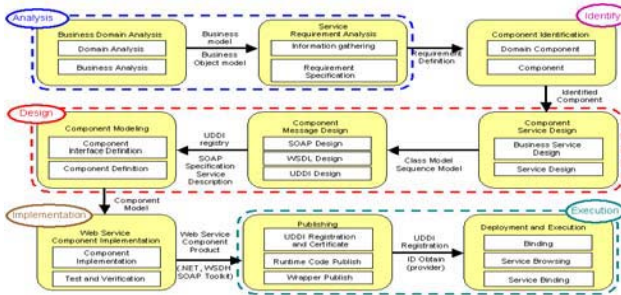 Analysis
Identify
Business Domain Analysis
Domain Analysis
Business Analysis
Business
model
Business
Object model
Service
Requirement Analysis
Information gathering
Requirement
Specification
Requirement
Definition
Component Identification
Domain Component
Component
Identified
Component
Design
Component Modeling
Component
Interface Definition
Component Definition
UDDI
registry
SOAP
Specification
Service
Description
Component
Message Design
SOAP Design
WSDL Design
UDDI Design
Class Model
Sequence Model
Component
Service Design
Business Service
Design
Service Design
Component
Model
Implementation
Execution
Web Service
Component Implementation
Component
Implementation
Test and Verification
Web Service
Component
Product
(.NET, WSDH
SOAP Toolkit)
Publishing
UDDI Registration
and Certificate
Runtime Code Publish
Wrapper Publish
UDDI
Registration
ID Obtain
(provider)
Deployment and Execution
Binding
Service Browsing
Service Binding